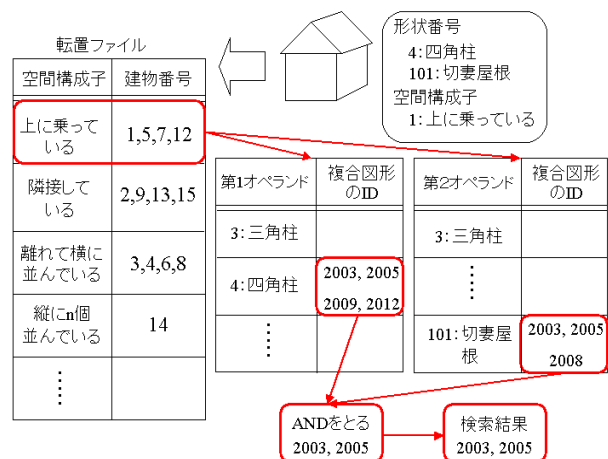 転置ファイル
空間構成子
建物番号
上に乗って
いる
1,5,7,12
隣接して
いる
2,9,13,15
離れて横に
並んでいる
3,4,6,8
縦にn個
並んでいる
14
形状番号
4:四角柱
101:切妻屋根
空間構成子
1:上に乗っている
第1オペランド
複合図形
のID
3:三角柱
4:四角柱
2003, 2005
2009, 2012
第2オペランド
複合図形
のID
3:三角柱
101:切妻屋
根
2003, 2005
2008
ANDをとる
2003, 2005
検索結果
2003, 2005